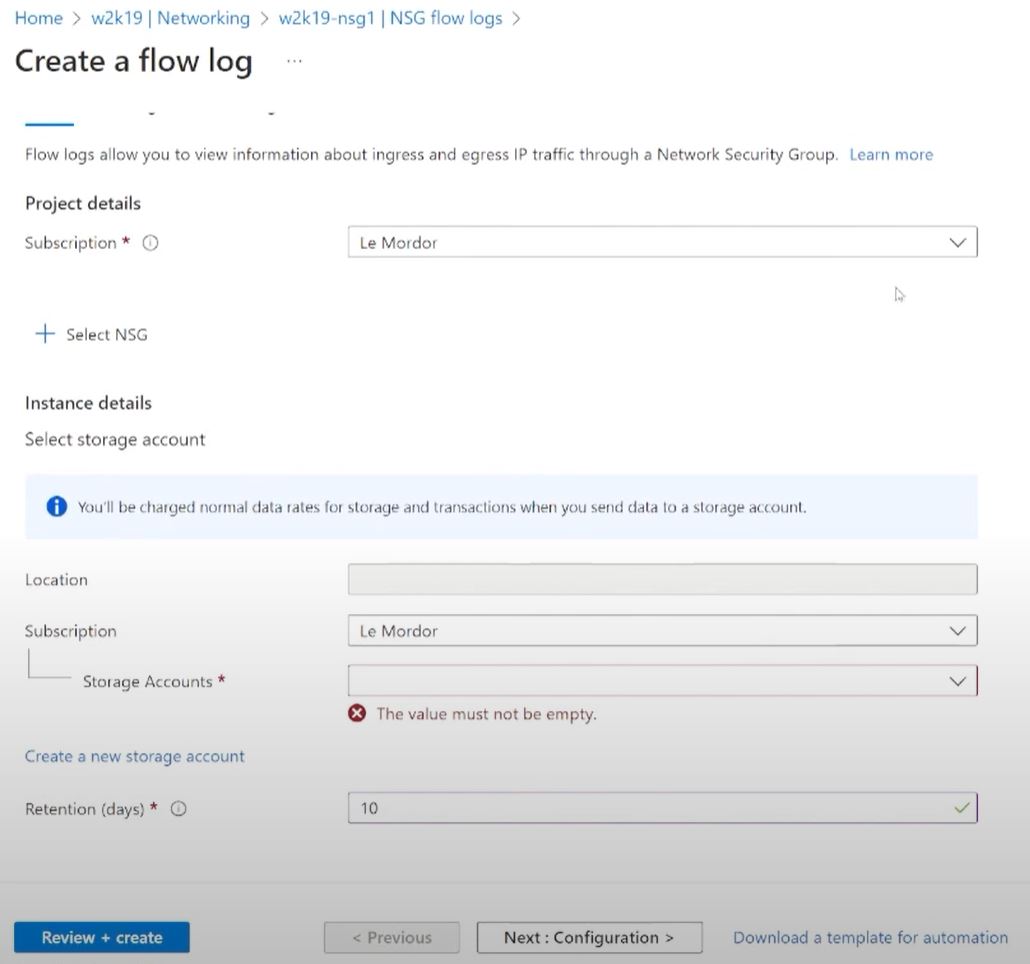 Home > w2k19 | Networking > w2k19-nsg1 | NSG flow logs >
Create a flow log ...
Flow logs allow you to view information about ingress and egress IP traffic through a Network Security Group. Learn more
Project details
Subscription * Le Mordor
+ Select NSG
Instance details
Select storage account
You'll be charged normal data rates for storage and transactions when you send data to a storage account.
Location
Subscription Le Mordor
Storage Accounts *
The value must not be empty.
Create a new storage account
Retention (days) * 10
Review + create < Previous Next : Configuration > Download a template for automation